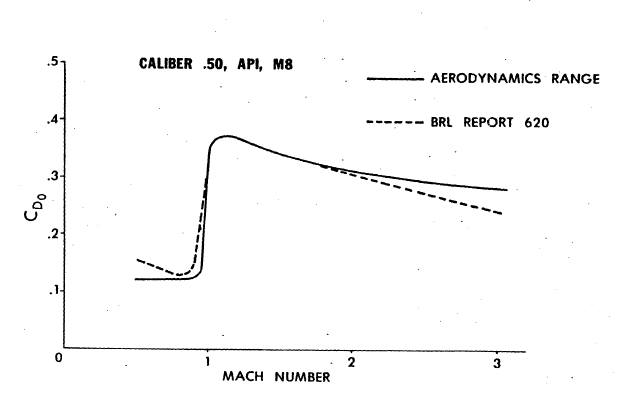 CALIBER .50, API, M8
AERODYNAMICS RANGE
BRL REPORT 620
.5
.4
.3
.2
.1
CD0
0
1
2
3
MACH NUMBER